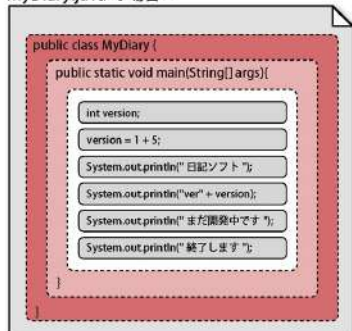 public class MyDiary {
public static void main(String[] args){
int version;
version = 1 + 5;
System.out.println(" 日記ソフト ");
System.out.println("ver" + version);
System.out.println(" まだ開発中です ");
System.out.println(" 終了します ");
}
}